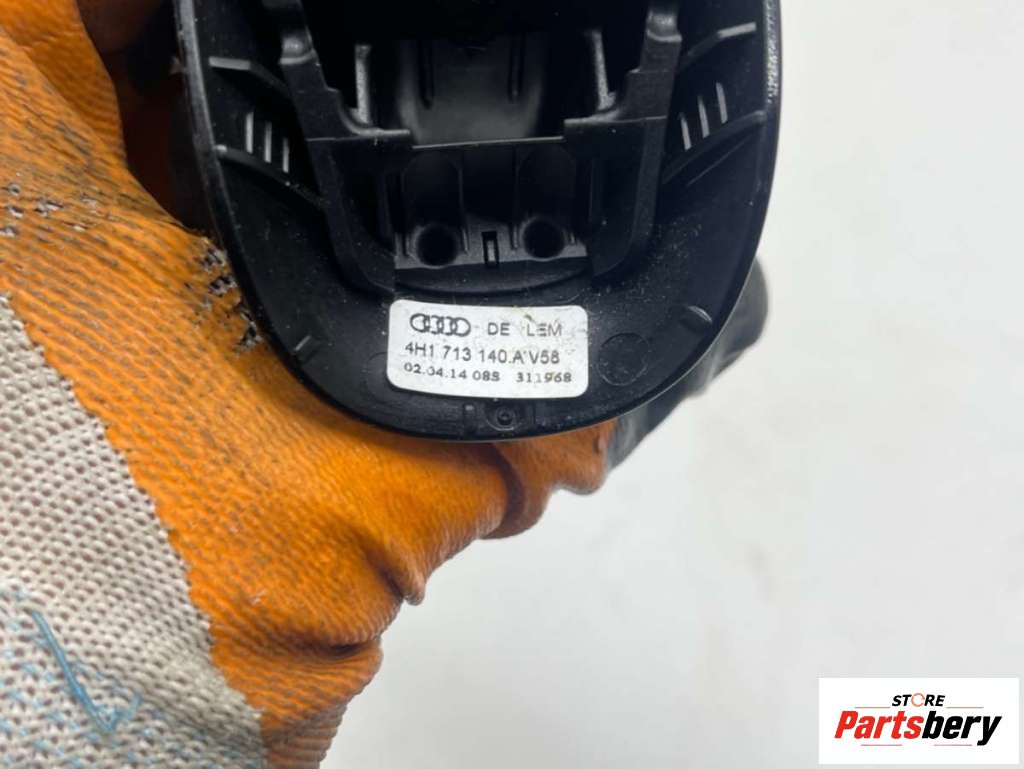 DE LEM
4H1 713 140.A V58
02.04.14 08S 311968
STORE
Partsbery